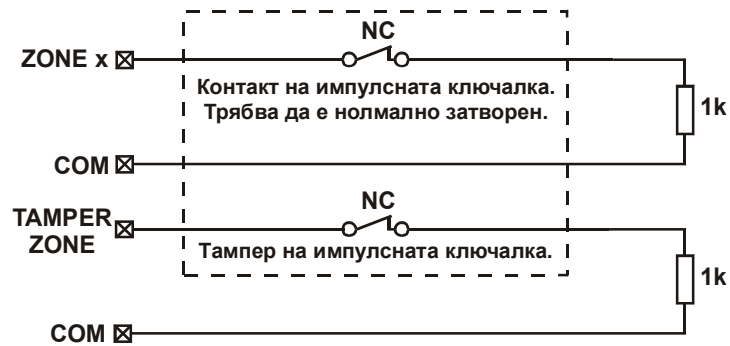 NC
ZONE x
Контакт на импулсната ключалка.
Трябва да е нолмално затворен.
1k
COM
NC
TAMPER
ZONE
Тампер на импулсната ключалка.
1k
COM